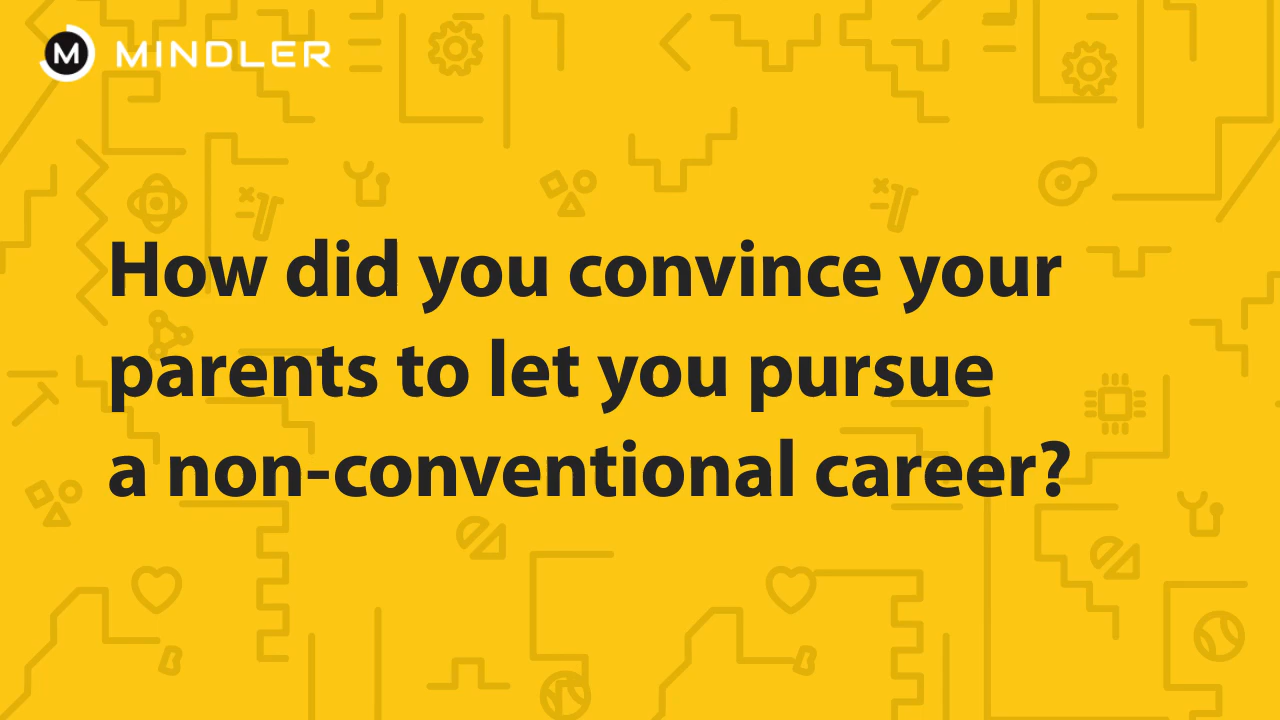 M MINDLER
How did you convince your
parents to let you pursue
a non-conventional career?